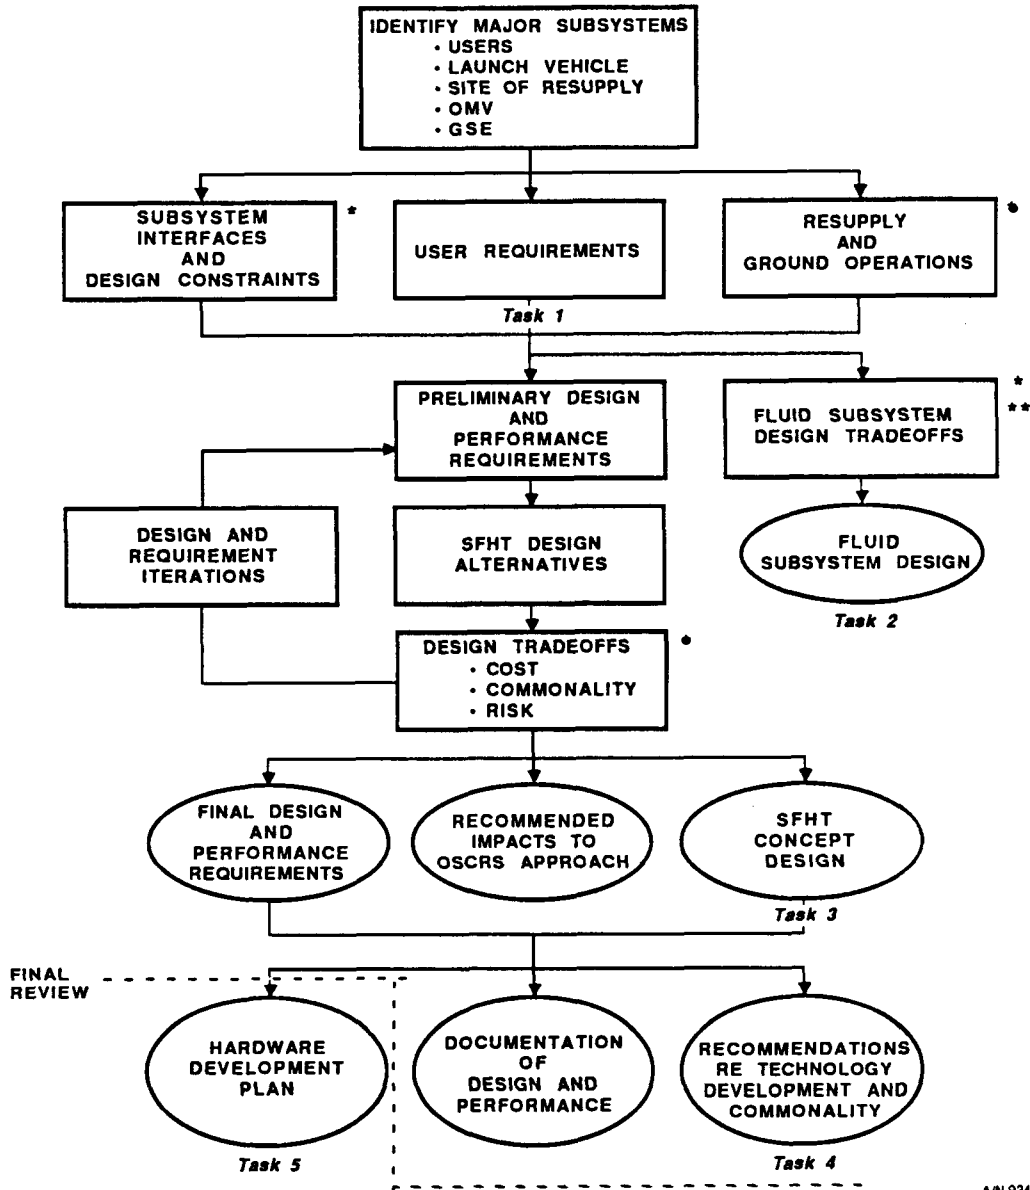 IDENTIFY MAJOR SUBSYSTEMS
• USERS
• LAUNCH VEHICLE
• SITE OF RESUPPLY
• OMV
• GSE
SUBSYSTEM
INTERFACES
AND
DESIGN CONSTRAINTS
*
USER REQUIREMENTS
RESUPPLY
AND
GROUND OPERATIONS
*
Task 1
PRELIMINARY DESIGN
AND
PERFORMANCE
REQUIREMENTS
FLUID SUBSYSTEM
DESIGN TRADEOFFS
*
**
DESIGN AND
REQUIREMENT
ITERATIONS
SFHT DESIGN
ALTERNATIVES
FLUID
SUBSYSTEM DESIGN
Task 2
DESIGN TRADEOFFS
• COST
• COMMONALITY
• RISK
*
FINAL DESIGN
AND
PERFORMANCE
REQUIREMENTS
RECOMMENDED
IMPACTS TO
OSCRS APPROACH
SFHT
CONCEPT
DESIGN
Task 3
FINAL
REVIEW
HARDWARE
DEVELOPMENT
PLAN
DOCUMENTATION
OF
DESIGN AND
PERFORMANCE
RECOMMENDATIONS
RE TECHNOLOGY
DEVELOPMENT AND
COMMONALITY
Task 5
Task 4